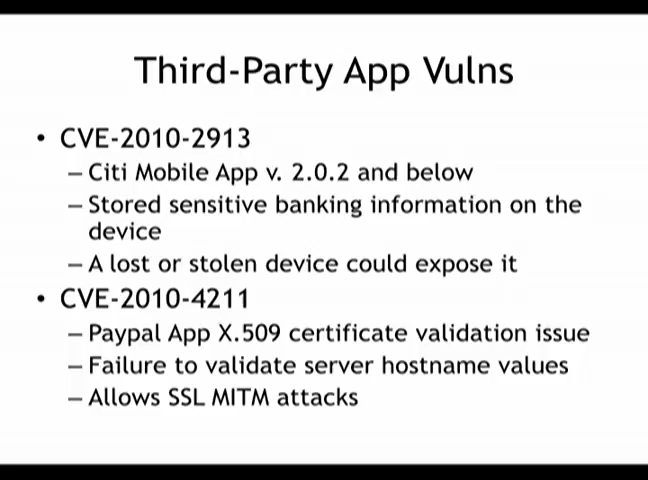 Third-Party App Vulns
• CVE-2010-2913
– Citi Mobile App v. 2.0.2 and below
– Stored sensitive banking information on the
device
– A lost or stolen device could expose it
• CVE-2010-4211
– Paypal App X.509 certificate validation issue
– Failure to validate server hostname values
– Allows SSL MITM attacks